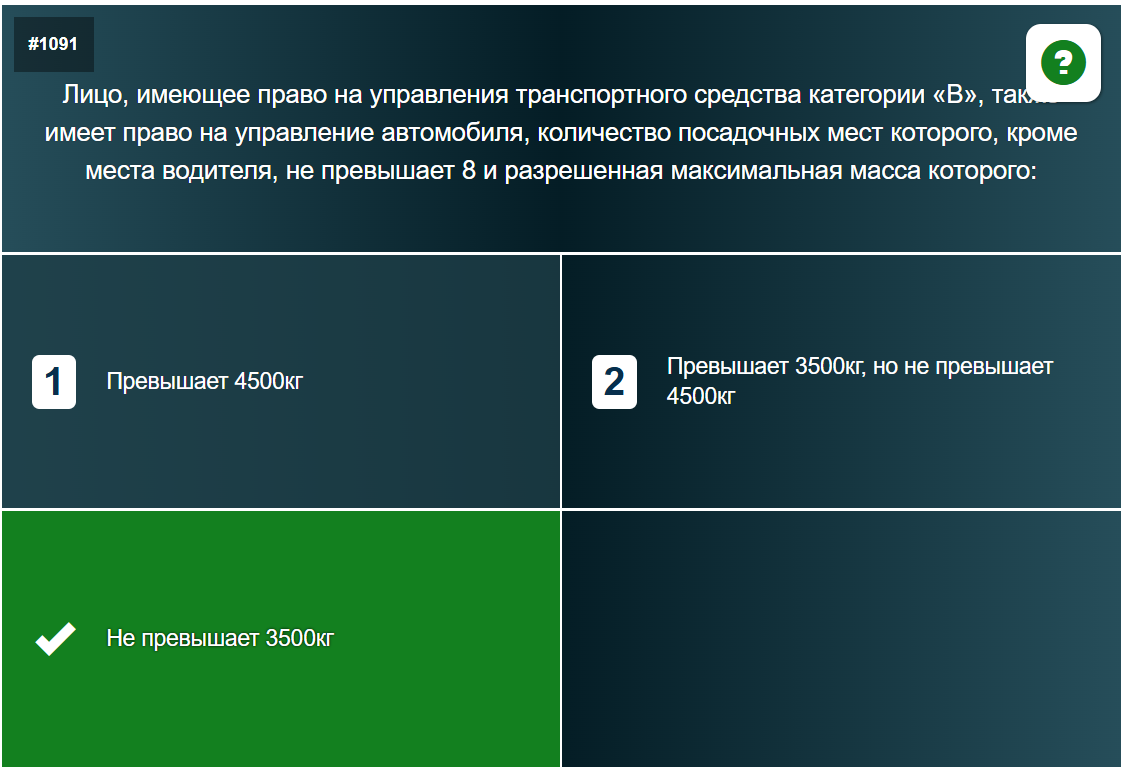 #1091
?
Лицо, имеющее право на управления транспортного средства категории «B», также
имеет право на управление автомобиля, количество посадочных мест которого, кроме
места водителя, не превышает 8 и разрешенная максимальная масса которого:
1
Превышает 4500кг
2
Превышает 3500кг, но не превышает
4500кг
Не превышает 3500кг